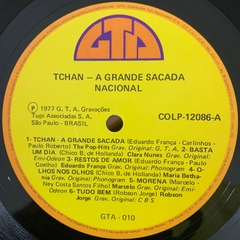 GTA
TCHAN – A GRANDE SACADA
NACIONAL
℗ 1977 G. T. A. Gravações
Tupi Associadas S. A.
São Paulo - BRASIL
COLP-12086-A
1- TCHAN - A GRANDE SACADA (Eduardo França - Carlinhos -
Paulo Roberto) The Pop-Hits Grav. Original: G. T. A. 2- BASTA
UM DIA (Chico B. de Hollanda) Clara Nunes Grav. Original:
Emi-Odeon 3- RESTOS DE AMOR (Eduardo França - Paulo
Coelho) Eduardo França Grav. Original: Phonogram 4- O-
LHOS NOS OLHOS (Chico B. de Hollanda) Maria Betha-
nia Grav. Original: Phonogram 5- MORENA (Marcelo -
Ney Costa Santos Filho) Marcelo Grav. Original: Emi-
Odeon 6- TUDO BEM (Robson Jorge) Robson
Jorge Grav. Original: C B S
GTA - 010